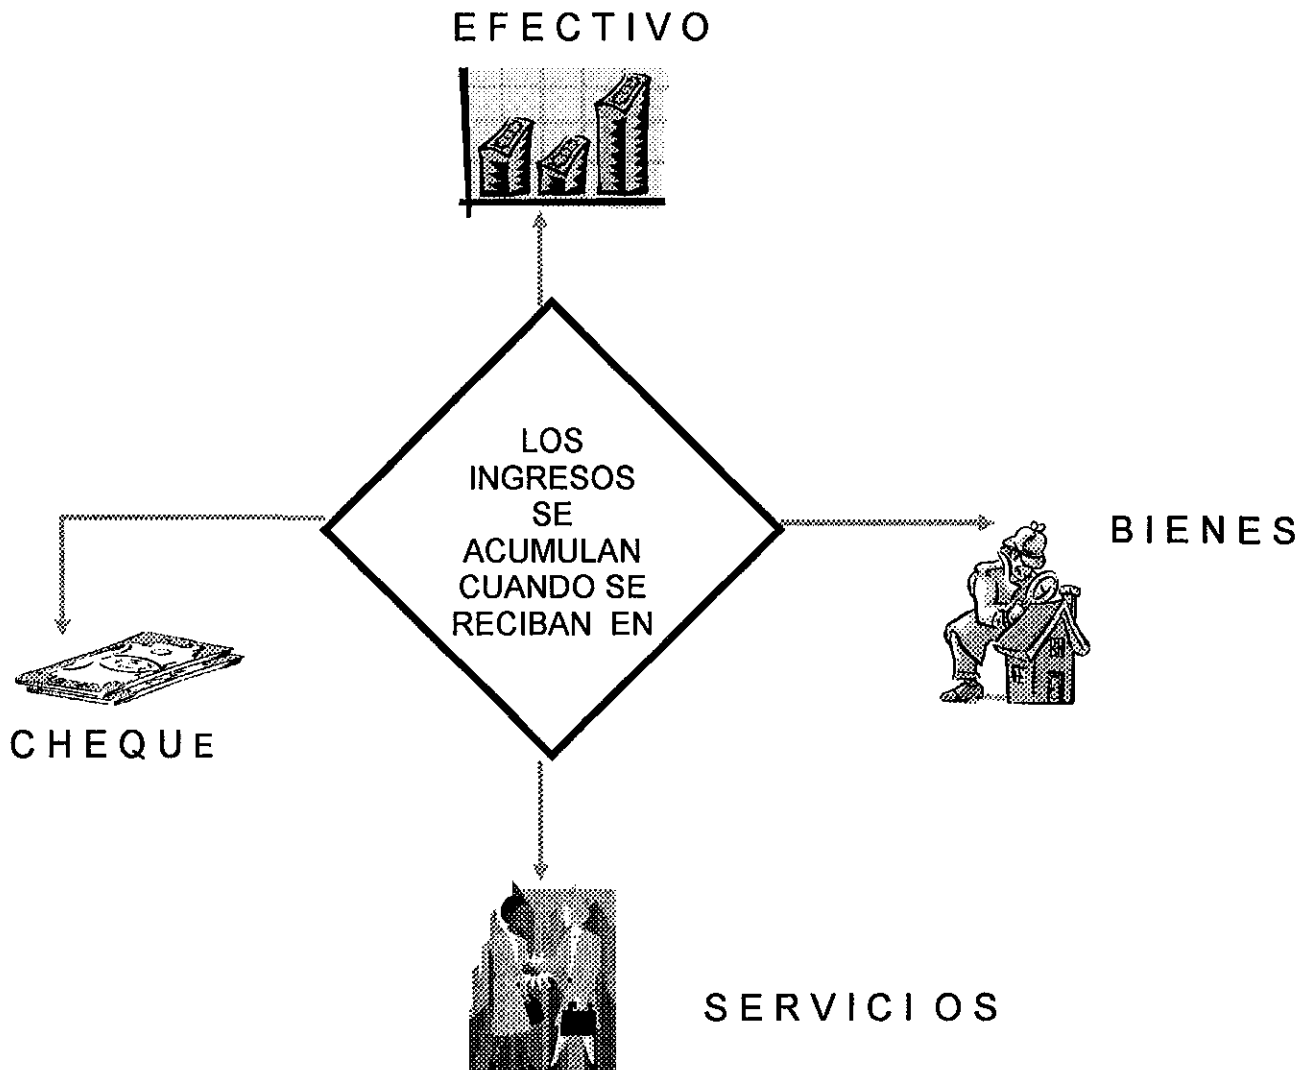 EFECTIVO
LOS
INGRESOS
SE
ACUMULAN
CUANDO SE
RECIBAN EN
BIENES
CHEQUE
SERVICIOS